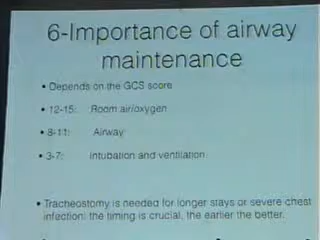 6-Importance of airway
maintenance
• Depends on the GCS score
• 12-15: Room air/oxygen
• 8-11: Airway
• 3-7: Intubation and ventilation
• Tracheostomy is needed for longer stays or severe chest
infection: the timing is crucial, the earlier the better.